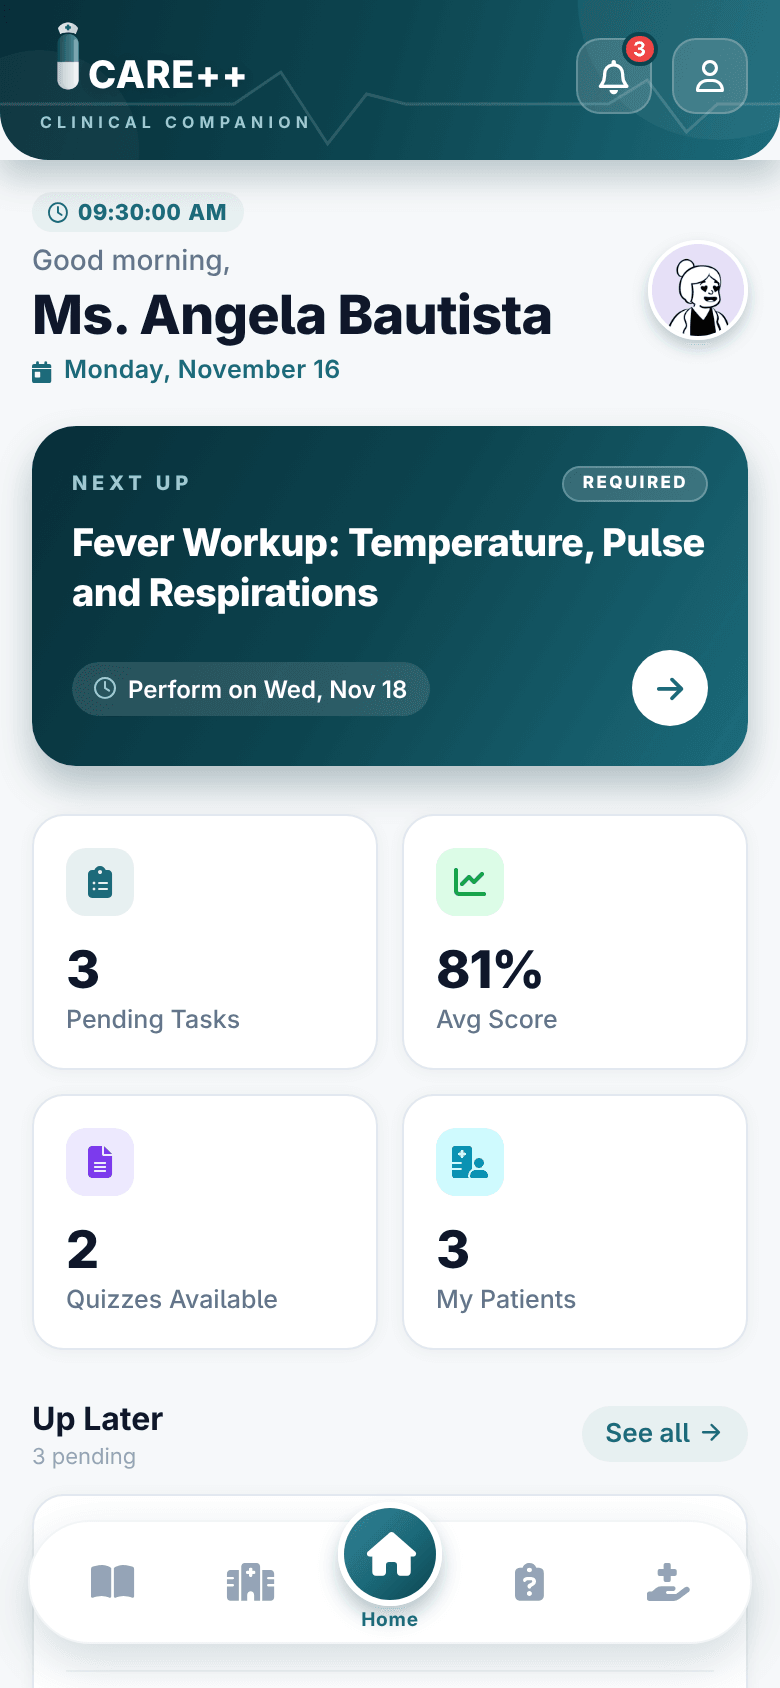 CARE++
3
CLINICAL COMPANION
09:30:00 AM
Good morning,
Ms. Angela Bautista
Monday, November 16
NEXT UP
REQUIRED
Fever Workup: Temperature, Pulse
and Respirations
Perform on Wed, Nov 18
3
Pending Tasks
81%
Avg Score
2
Quizzes Available
3
My Patients
Up Later
3 pending
See all
Home